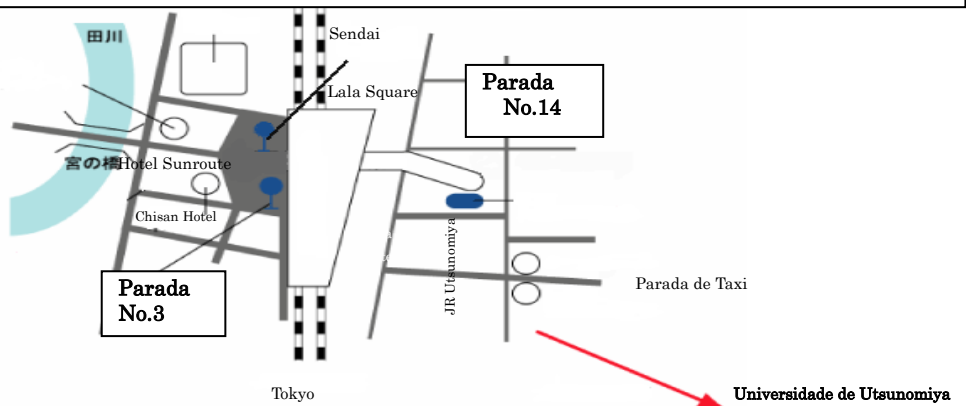 Sendai
田川
Lala Square
Parada
No.14
宮の橋
Hotel Sunroute
Chisan Hotel
JR Utsunomiya
Parada
No.3
Parada de Taxi
Tokyo
Universidade de Utsunomiya